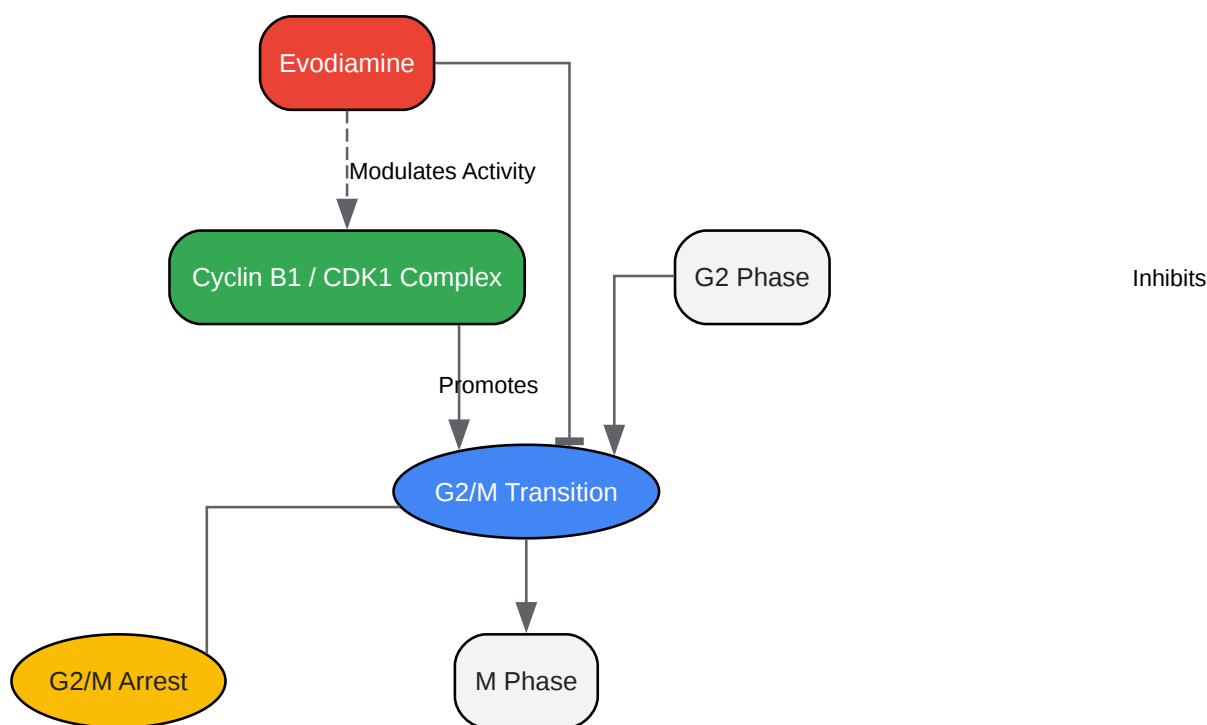 Evodiamine
Modulates Activity
Cyclin B1 / CDK1 Complex
G2 Phase
Inhibits
Promotes
G2/M Transition
G2/M Arrest
M Phase